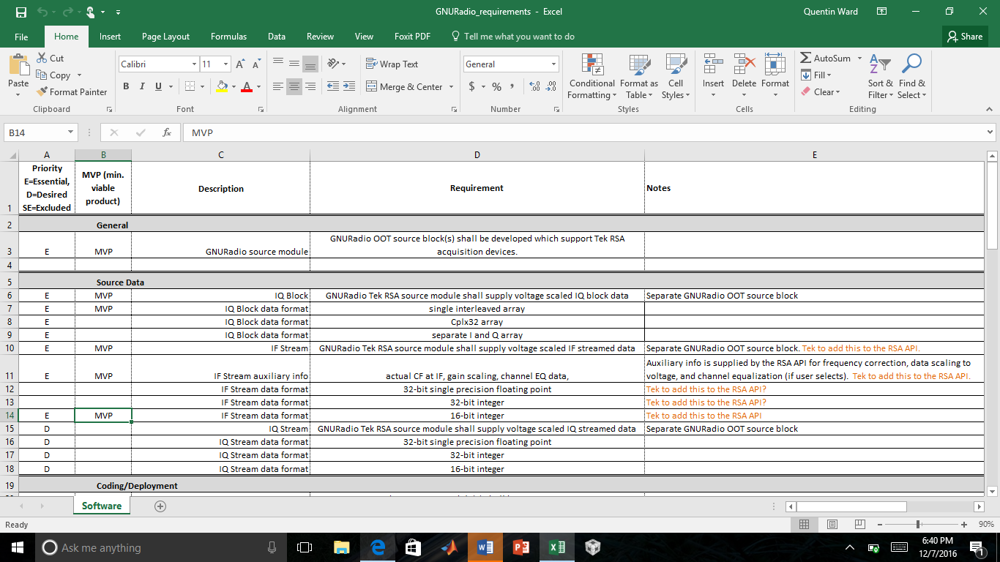 GNURadio_requirements - Excel
Quentin Ward
File Home Insert Page Layout Formulas Data Review View Foxit PDF Tell me what you want to do Share
Cut
Copy
Format Painter
Paste
Clipboard
Calibri 11
B I U
Font
Wrap Text
Merge & Center
Alignment
General
$ % ,
Number
Conditional Formatting
Format as Table
Cell Styles
Styles
Insert Delete Format
Cells
AutoSum
Fill
Clear
Sort & Filter
Find & Select
Editing
B14 fx MVP
A B C D E
1 Priority
E=Essential,
D=Desired
SE=Excluded
MVP (min.
viable
product)
Description Requirement Notes
2 General
3 E MVP GNURadio source module GNURadio OOT source block(s) shall be developed which support Tek RSA
acquisition devices.
4
5 Source Data
6 E MVP IQ Block GNURadio Tek RSA source module shall supply voltage scaled IQ block data Separate GNURadio OOT source block
7 E MVP IQ Block data format single interleaved array
8 E IQ Block data format Cplx32 array
9 E IQ Block data format separate I and Q array
10 E MVP IF Stream GNURadio Tek RSA source module shall supply voltage scaled IF streamed data Separate GNURadio OOT source block. Tek to add this to the RSA API.
11 E MVP IF Stream auxiliary info actual CF at IF, gain scaling, channel EQ data, Auxiliary info is supplied by the RSA API for frequency correction, data scaling to
voltage, and channel equalization (if user selects). Tek to add this to the RSA API.
12 IF Stream data format 32-bit single precision floating point Tek to add this to the RSA API?
13 IF Stream data format 32-bit integer Tek to add this to the RSA API?
14 E MVP IF Stream data format 16-bit integer Tek to add this to the RSA API
15 D IQ Stream GNURadio Tek RSA source module shall supply voltage scaled IQ streamed data Separate GNURadio OOT source block
16 D IQ Stream data format 32-bit single precision floating point
17 D IQ Stream data format 32-bit integer
18 D IQ Stream data format 16-bit integer
19 Coding/Deployment
Software
Ready 90%
Ask me anything
6:40 PM
12/7/2016
1